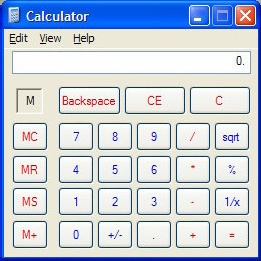 Calculator
Edit View Help
0.
M Backspace CE C
MC 7 8 9 / sqrt
MR 4 5 6 * %
MS 1 2 3 - 1/x
M+ 0 +/- . + =